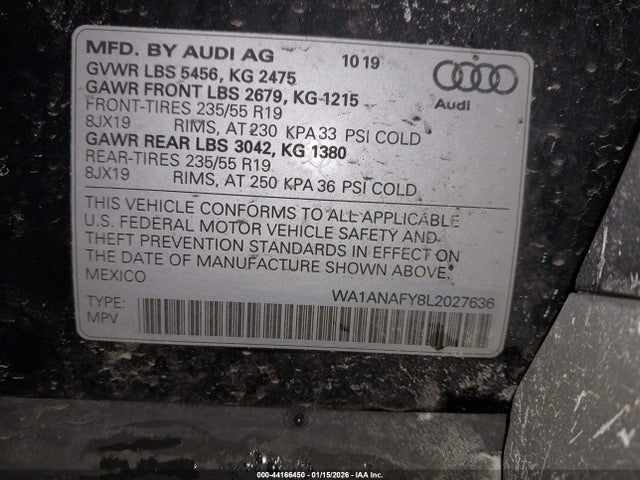 MFD. BY AUDI AG 10 19
GVWR LBS 5456, KG 2475
GAWR FRONT LBS 2679, KG 1215
FRONT-TIRES 235/55 R19
8JX19 RIMS, AT 230 KPA 33 PSI COLD
GAWR REAR LBS 3042, KG 1380
REAR-TIRES 235/55 R19
8JX19 RIMS, AT 250 KPA 36 PSI COLD
Audi
THIS VEHICLE CONFORMS TO ALL APPLICABLE
U.S. FEDERAL MOTOR VEHICLE SAFETY AND
THEFT PREVENTION STANDARDS IN EFFECT ON
THE DATE OF MANUFACTURE SHOWN ABOVE.
MEXICO
WA1ANAFY8L2027636
TYPE:
MPV
000-44166450 - 01/15/2026 - IAA Inc.